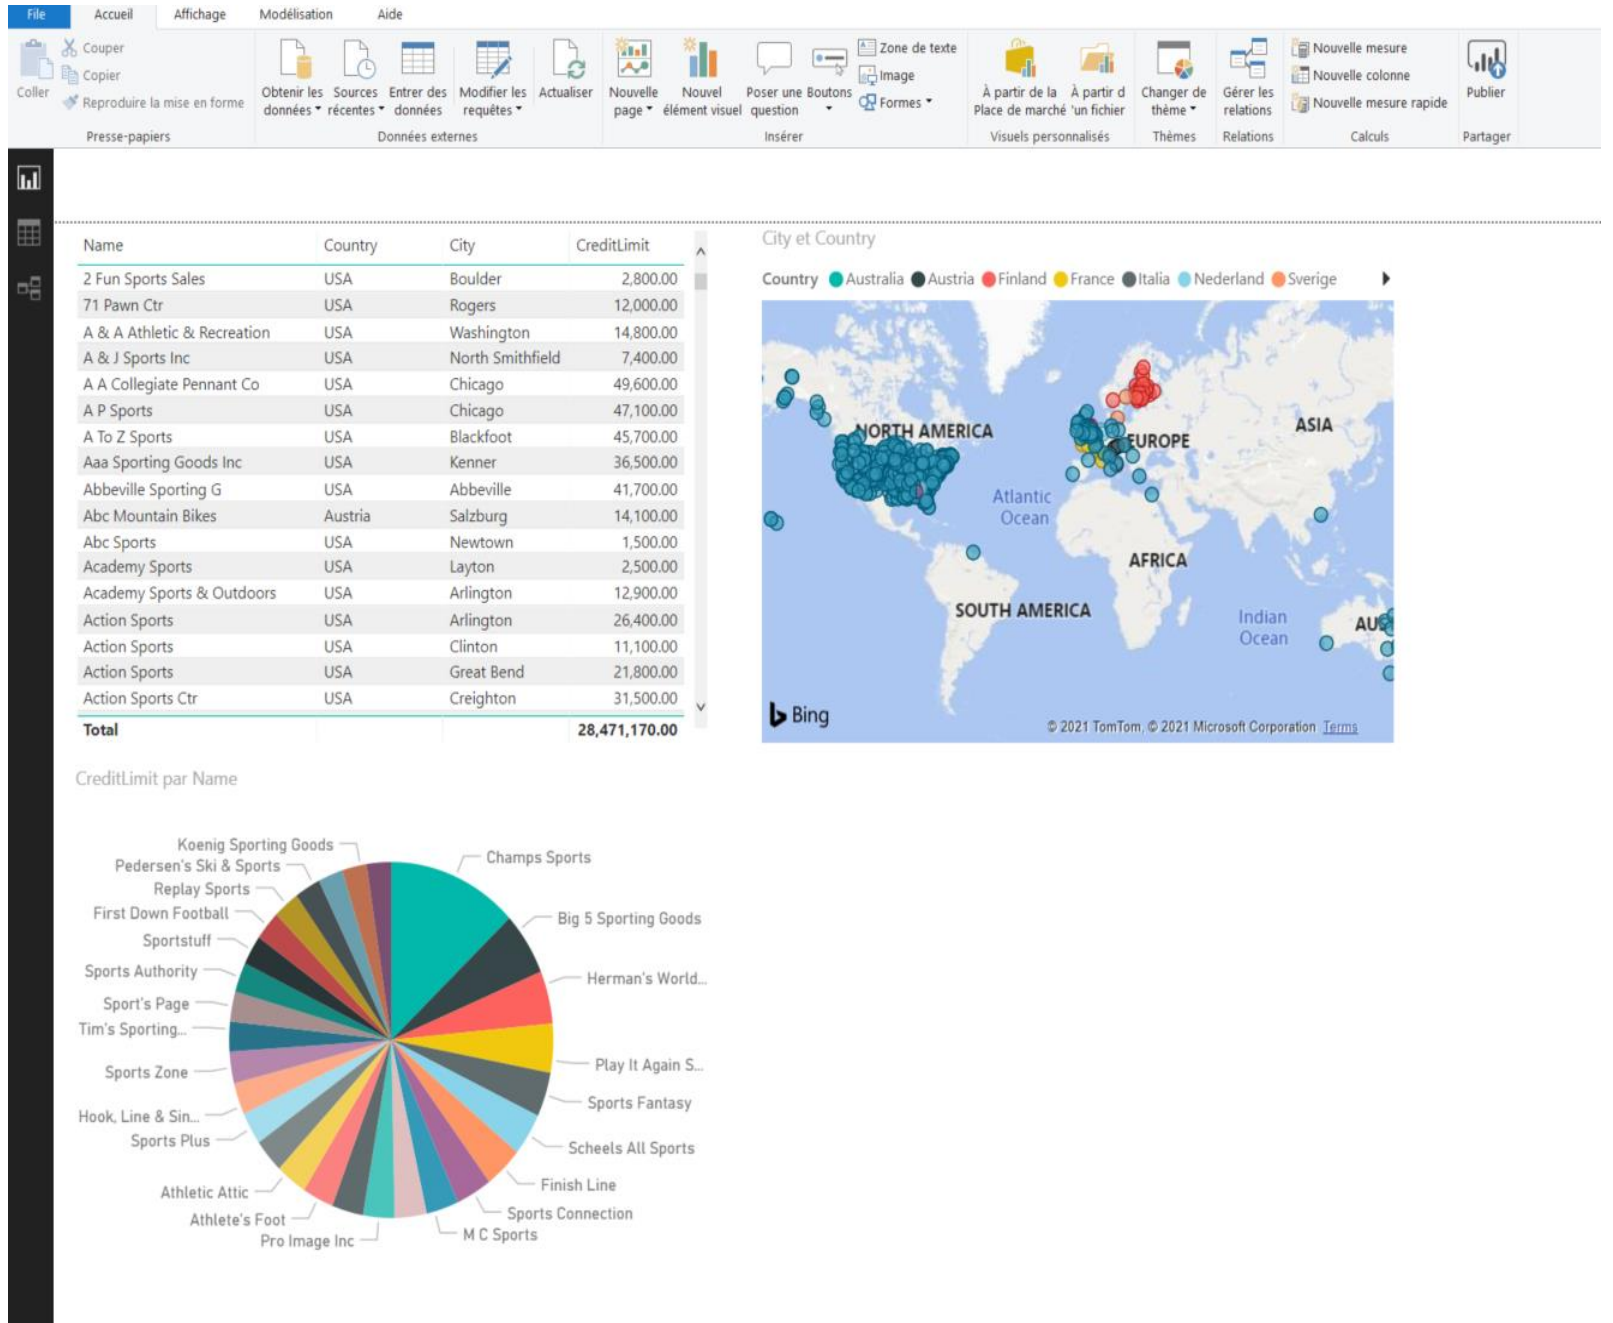 File Accueil Affichage Modélisation Aide
Coller
Couper
Copier
Reproduire la mise en forme
Presse-papiers
Obtenir les données
Sources récentes
Entrer des données
Modifier les requêtes
Actualiser
Données externes
Nouvelle page
Nouvel élément visuel
Poser une question
Boutons
Zone de texte
Image
Formes
Insérer
À partir de la Place de marché
À partir d'un fichier
Visuels personnalisés
Changer de thème
Thèmes
Gérer les relations
Relations
Nouvelle mesure
Nouvelle colonne
Nouvelle mesure rapide
Calculs
Publier
Partager
Name Country City CreditLimit
2 Fun Sports Sales USA Boulder 2,800.00
71 Pawn Ctr USA Rogers 12,000.00
A & A Athletic & Recreation USA Washington 14,800.00
A & J Sports Inc USA North Smithfield 7,400.00
A A Collegiate Pennant Co USA Chicago 49,600.00
A P Sports USA Chicago 47,100.00
A To Z Sports USA Blackfoot 45,700.00
Aaa Sporting Goods Inc USA Kenner 36,500.00
Abbeville Sporting G USA Abbeville 41,700.00
Abc Mountain Bikes Austria Salzburg 14,100.00
Abc Sports USA Newtown 1,500.00
Academy Sports USA Layton 2,500.00
Academy Sports & Outdoors USA Arlington 12,900.00
Action Sports USA Arlington 26,400.00
Action Sports USA Clinton 11,100.00
Action Sports USA Great Bend 21,800.00
Action Sports Ctr USA Creighton 31,500.00
Total 28,471,170.00
City et Country
Country Australia Austria Finland France Italia Nederland Sverige
NORTH AMERICA
EUROPE
ASIA
Atlantic
Ocean
AFRICA
SOUTH AMERICA
Indian
Ocean
AUS
Bing
© 2021 TomTom, © 2021 Microsoft Corporation Terms
CreditLimit par Name
Koenig Sporting Goods
Pedersen's Ski & Sports
Replay Sports
First Down Football
Sportstuff
Sports Authority
Sport's Page
Tim's Sporting...
Sports Zone
Hook, Line & Sin...
Sports Plus
Athletic Attic
Athlete's Foot
Pro Image Inc
Champs Sports
Big 5 Sporting Goods
Herman's World...
Play It Again S...
Sports Fantasy
Scheels All Sports
Finish Line
Sports Connection
M C Sports